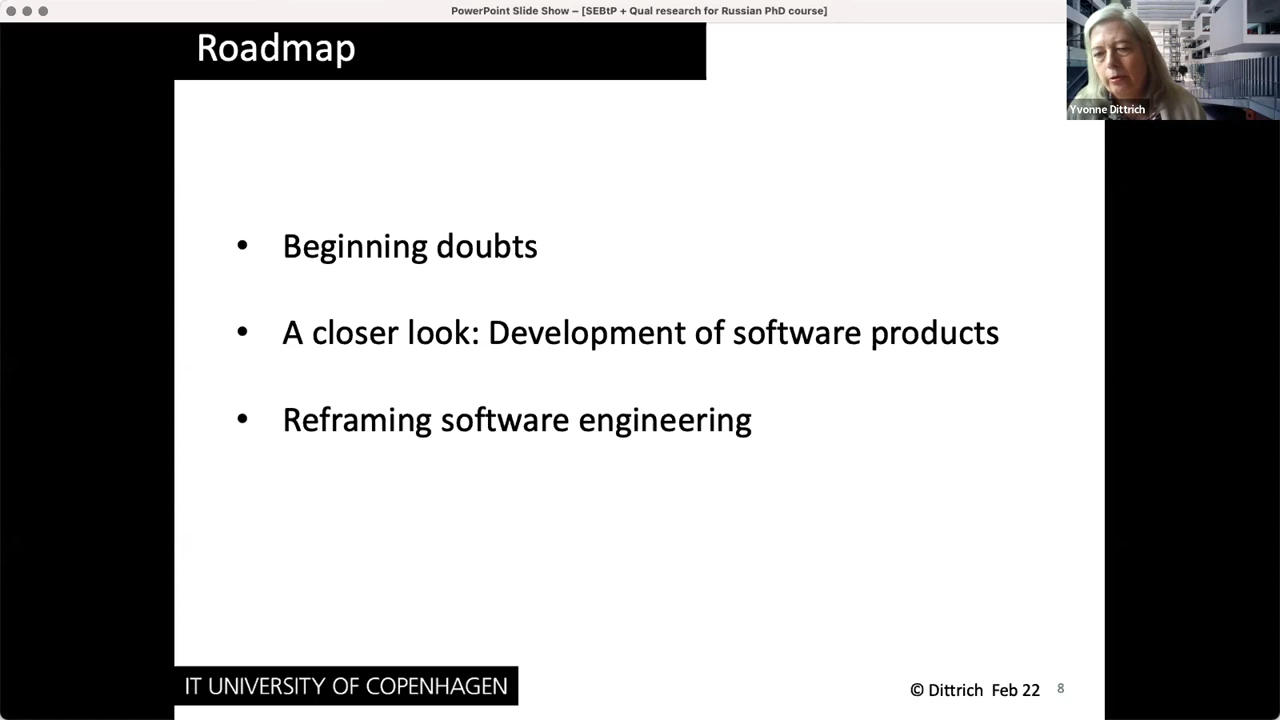 PowerPoint Slide Show – [SEBtP + Qual research for Russian PhD course]
Roadmap
Yvonne Dittrich
• Beginning doubts
• A closer look: Development of software products
• Reframing software engineering
IT UNIVERSITY OF COPENHAGEN
© Dittrich Feb 22 8